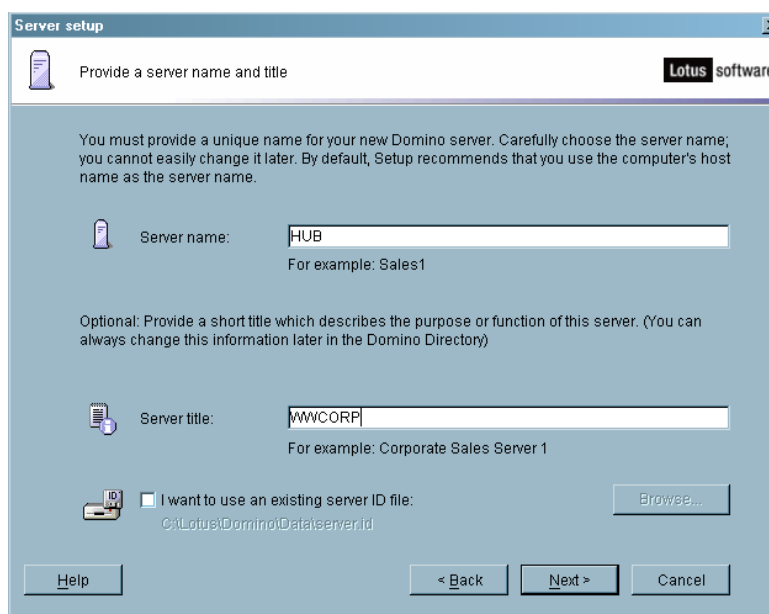 Server setup
Provide a server name and title
Lotus software
You must provide a unique name for your new Domino server. Carefully choose the server name;
you cannot easily change it later. By default, Setup recommends that you use the computer's host
name as the server name.
Server name: HUB
For example: Sales1
Optional: Provide a short title which describes the purpose or function of this server. (You can
always change this information later in the Domino Directory)
Server title: WWCORP
For example: Corporate Sales Server 1
ID
I want to use an existing server ID file: Browse...
C:\Lotus\Domino\Data\server.id
Help < Back Next > Cancel